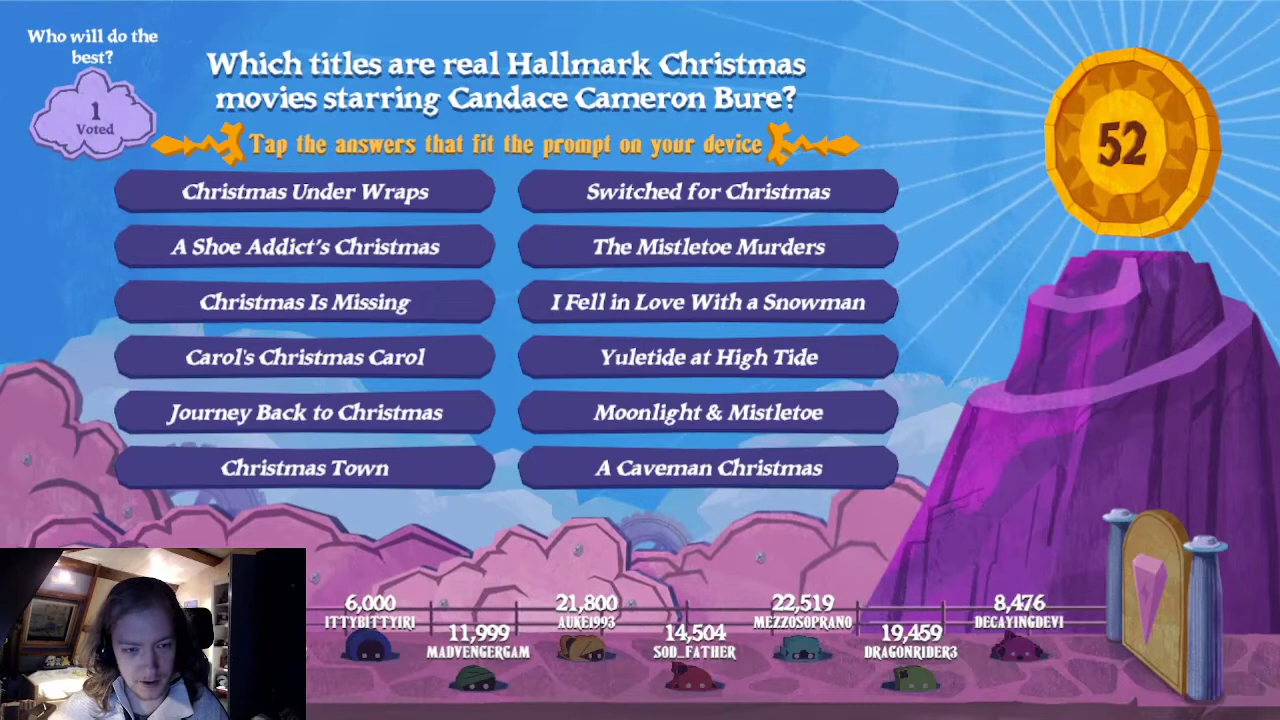 Who will do the
best?
1
Voted
Which titles are real Hallmark Christmas
movies starring Candace Cameron Bure?
Tap the answers that fit the prompt on your device
52
Christmas Under Wraps
Switched for Christmas
A Shoe Addict's Christmas
The Mistletoe Murders
Christmas Is Missing
I Fell in Love With a Snowman
Carol's Christmas Carol
Yuletide at High Tide
Journey Back to Christmas
Moonlight & Mistletoe
Christmas Town
A Caveman Christmas
6,000
ITTYBITTYIRI
11,999
MADVENGERGAM
21,800
AUKE1993
14,504
SOD_FATHER
22,519
MEZZOSOPRANO
19,459
DRAGONRIDER3
8,476
DECAYINGDEVI